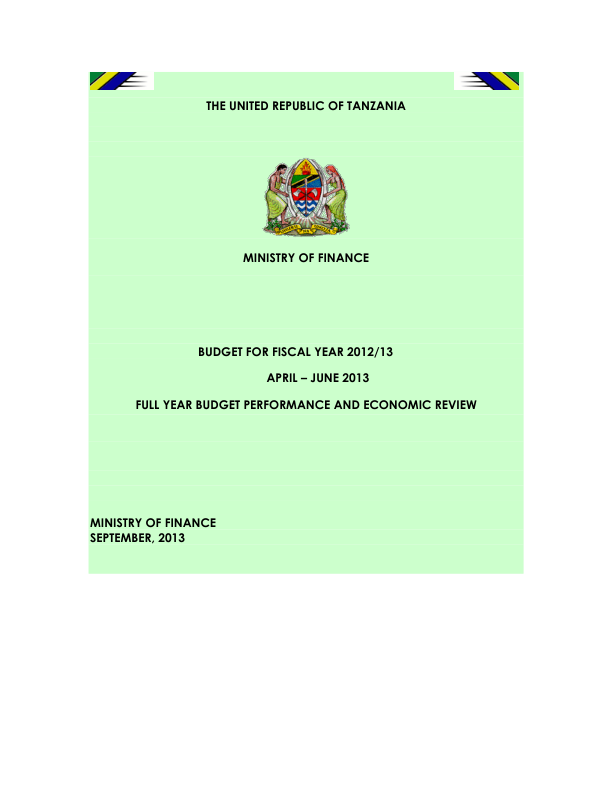 THE UNITED REPUBLIC OF TANZANIA
MINISTRY OF FINANCE
BUDGET FOR FISCAL YEAR 2012/13
APRIL – JUNE 2013
FULL YEAR BUDGET PERFORMANCE AND ECONOMIC REVIEW
MINISTRY OF FINANCE
SEPTEMBER, 2013